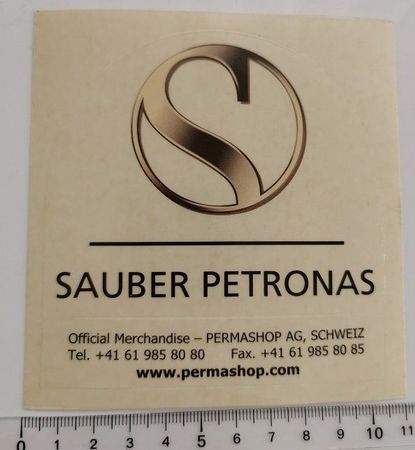 S
SAUBER PETRONAS
Official Merchandise – PERMASHOP AG, SCHWEIZ
Tel. +41 61 985 80 80 Fax. +41 61 985 80 85
www.permashop.com
0 1 2 3 4 5 6 7 8 9 10 11